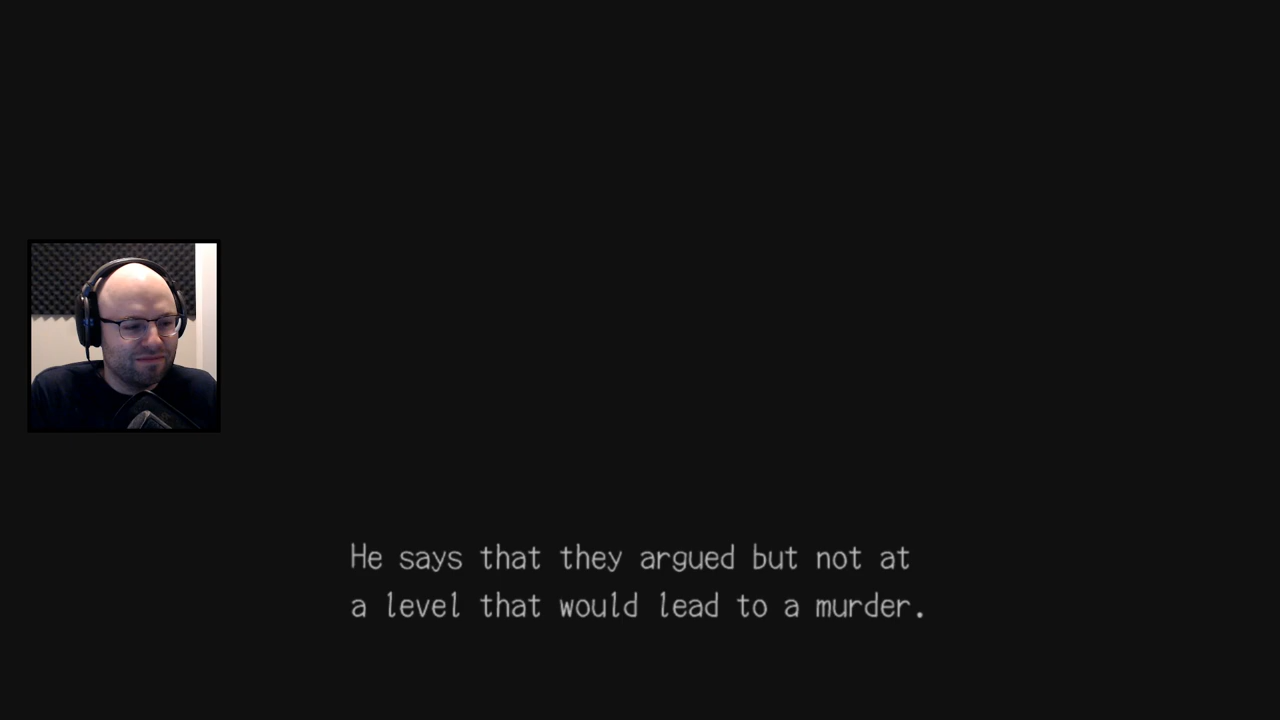 He says that they argued but not at
a level that would lead to a murder.